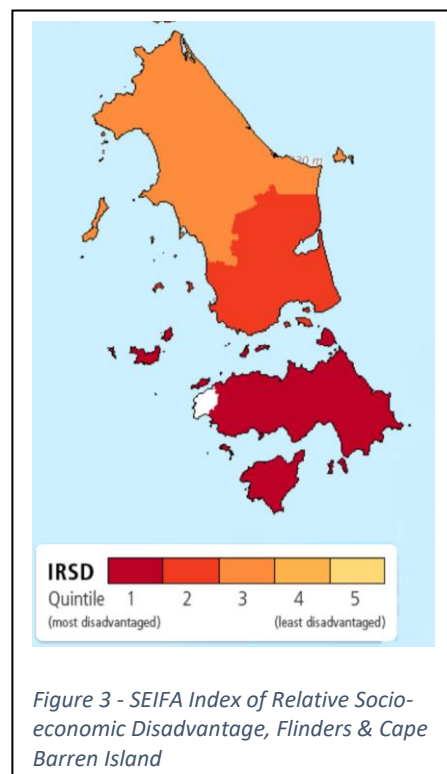 IRSD
Quintile 1 2 3 4 5
(most disadvantaged) (least disadvantaged)
Figure 3 - SEIFA Index of Relative Socio-
economic Disadvantage, Flinders & Cape
Barren Island